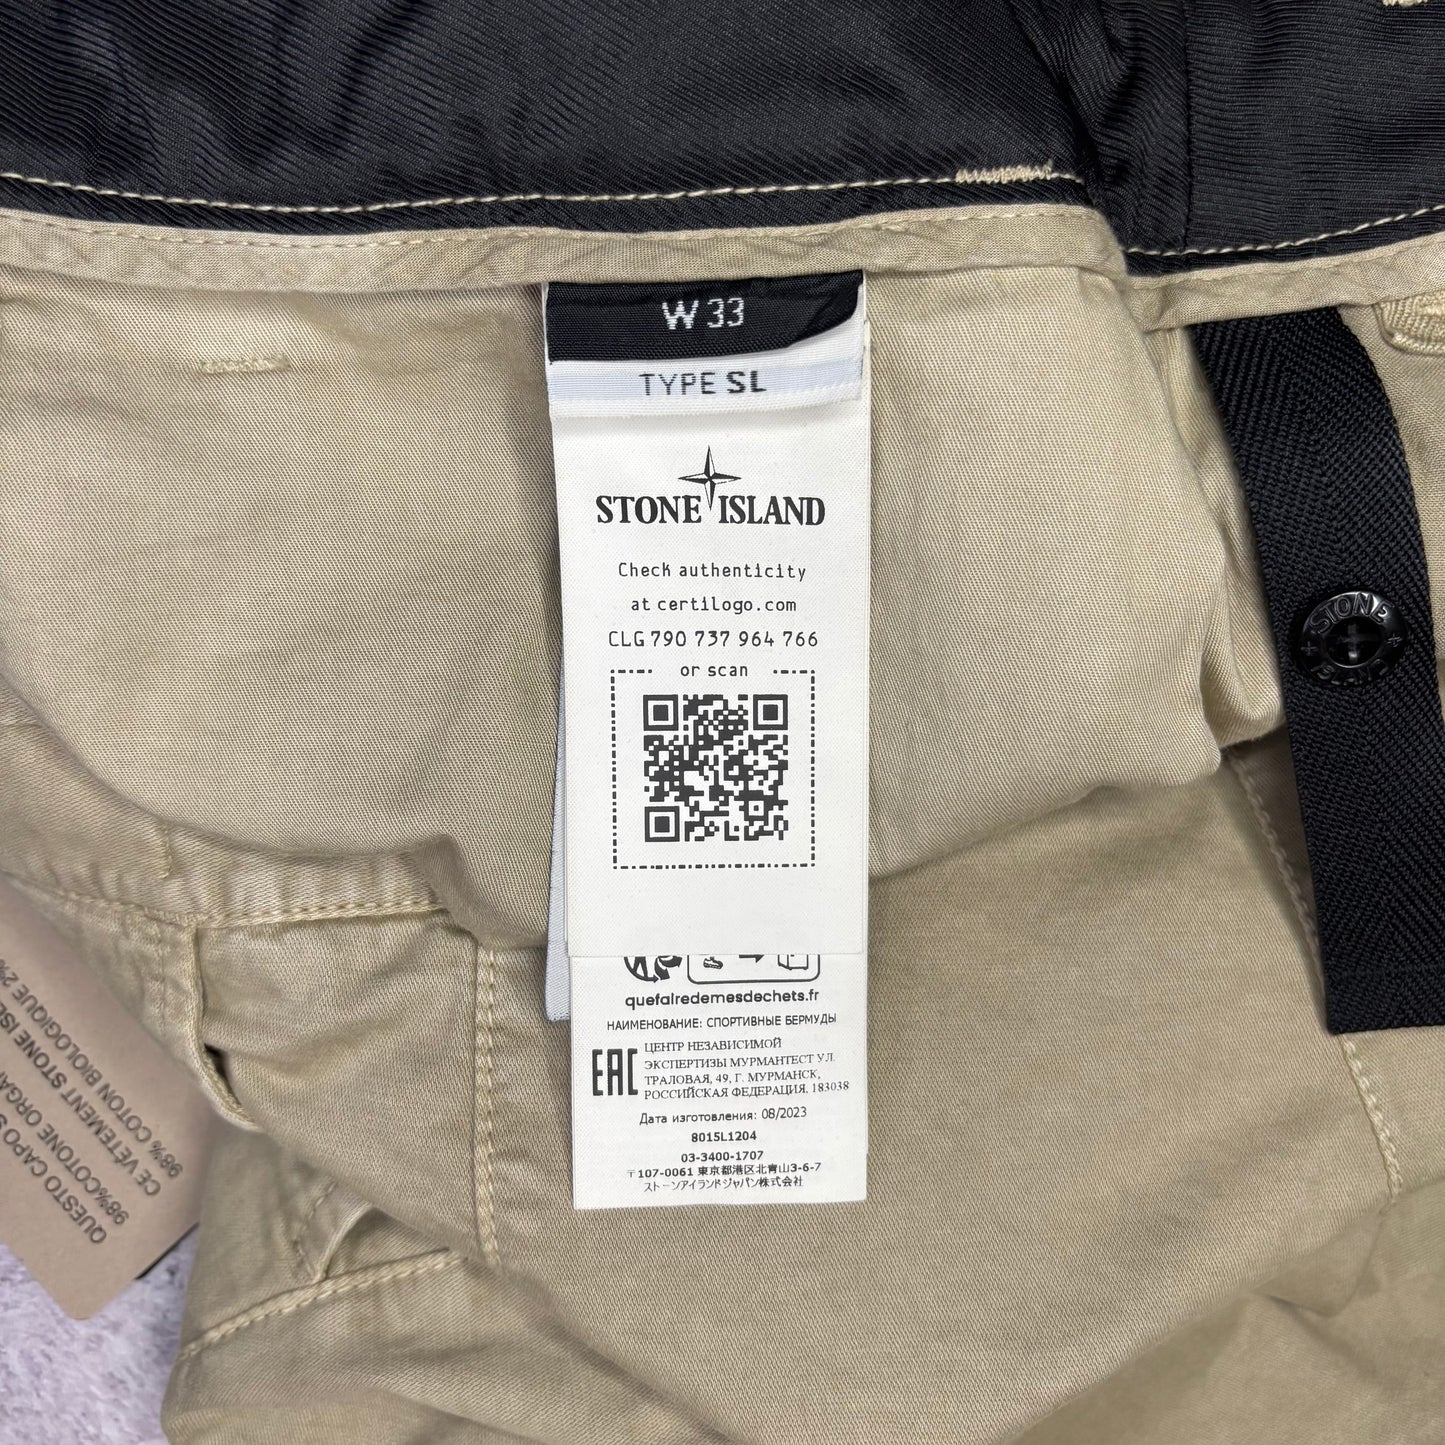 W 33
TYPE SL
STONE ISLAND
Check authenticity
at certilogo.com
CLG 790 737 964 766
or scan
quefairedemesdechets.fr
НАИМЕНОВАНИЕ: СПОРТИВНЫЕ БЕРМУДЫ
EAC
ЦЕНТР НЕЗАВИСИМОЙ
ЭКСПЕРТИЗЫ МУРМАНТЕСТ УЛ.
ТРАЛОВАЯ, 49, Г. МУРМАНСК,
РОССИЙСКАЯ ФЕДЕРАЦИЯ. 183038
Дата изготовления: 08/2023
8015L1204
03-3400-1707
〒107-0061 東京都港区北青山3-6-7
ストーンアイランドジャパン株式会社
STONE
ISLAND
QUESTO CAPO
98%COTONE
CE VÊTEMENT STONE
98% COTON BIOLOGIQUE 2%